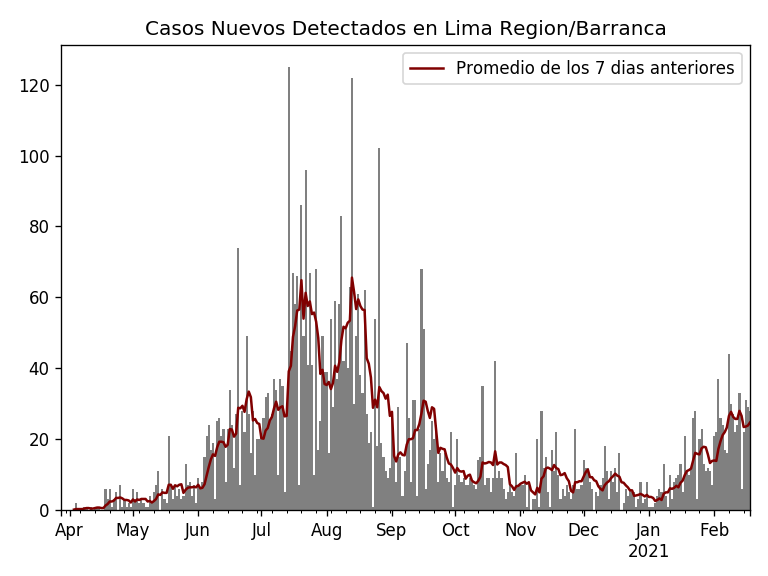 Casos Nuevos Detectados en Lima Region/Barranca
Promedio de los 7 dias anteriores
120
100
80
60
40
20
0
Apr May Jun Jul Aug Sep Oct Nov Dec Jan Feb
2021